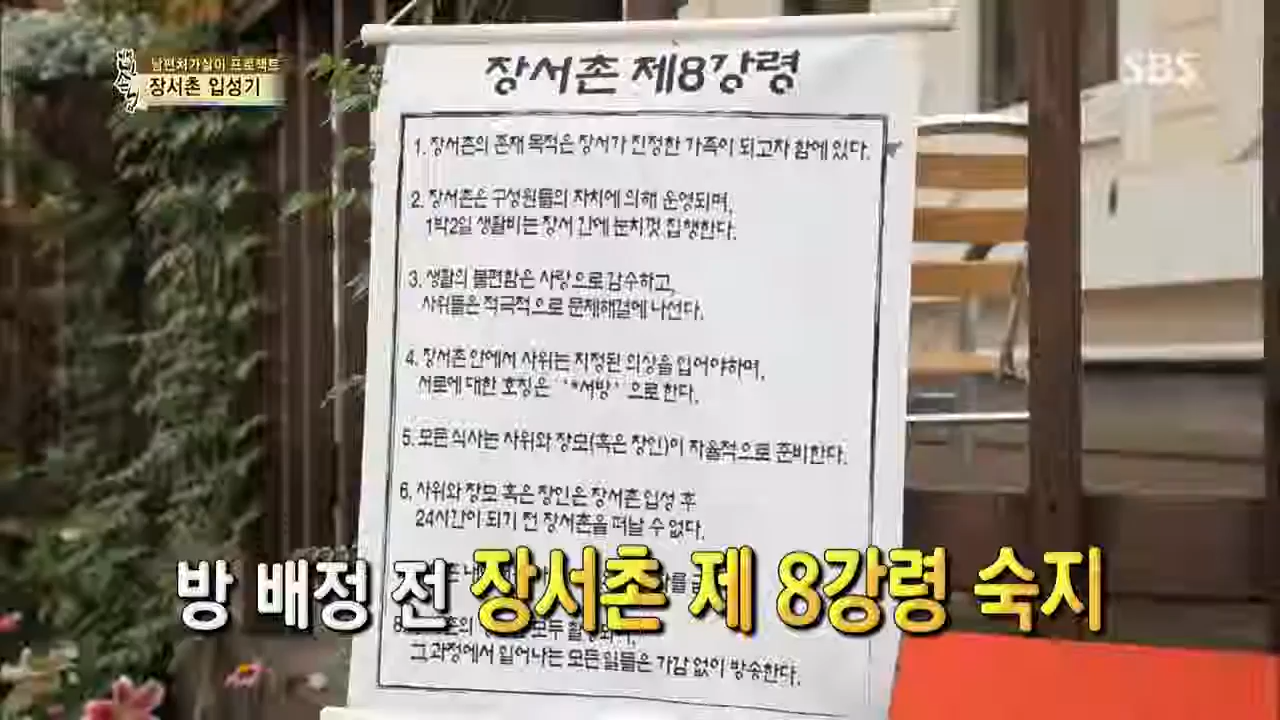 백년손님
남편처가살이 프로젝트
장서촌 입성기
SBS
장서촌 제8강령
1. 장서촌의 존재 목적은 장서가 진정한 가족이 되고자 함에 있다.
2. 장서촌은 구성원들의 자치에 의해 운영되며,
1박2일 생활비는 장서 간에 눈치껏 집행한다.
3. 생활의 불편함은 사랑으로 감수하고,
사위들은 적극적으로 문제해결에 나선다.
4. 장서촌 안에서 사위는 지정된 의상을 입어야하며,
서로에 대한 호칭은 '*서방' 으로 한다.
5. 모든 식사는 사위와 장모(혹은 장인)이 자율적으로 준비한다.
6. 사위와 장모 혹은 장인은 장서촌 입성 후
24시간이 되기 전 장서촌을 떠날 수 없다.
방 배정 전 장서촌 제 8강령 숙지
그 과정에서 일어나는 모든 일들은 가감 없이 방송한다.